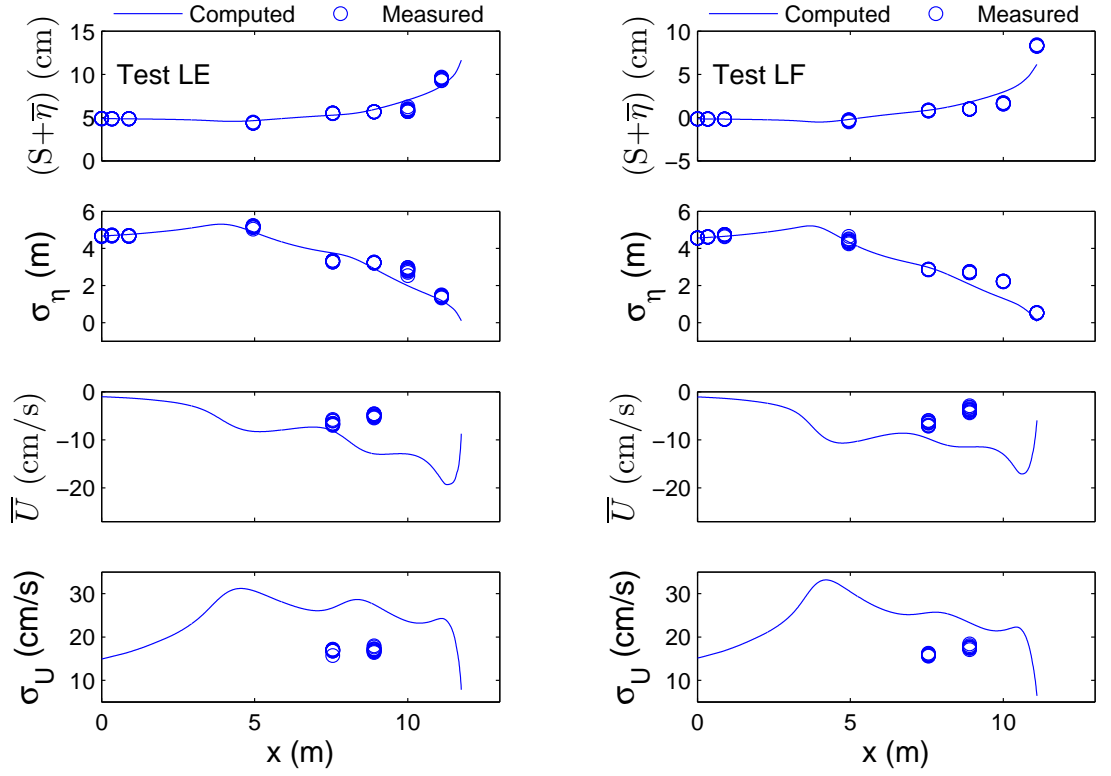 Computed Measured
Test LE
(S+η̅) (cm)
15
10
5
0
σ_η (m)
6
4
2
0
U̅ (cm/s)
0
−10
−20
σ_U (cm/s)
30
20
10
0 5 10
x (m)
Computed Measured
Test LF
(S+η̅) (cm)
10
5
0
−5
σ_η (m)
6
4
2
0
U̅ (cm/s)
0
−10
−20
σ_U (cm/s)
30
20
10
0 5 10
x (m)